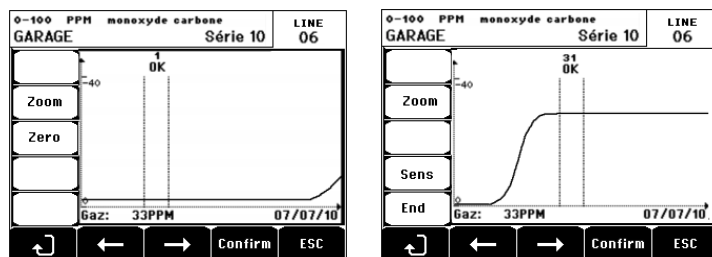 0-100 PPM monoxyde carbone
GARAGE Série 10
LINE
06
1
OK
40
Zoom
Zero
0
Gaz: 33PPM 07/07/10
Confirm ESC
0-100 PPM monoxyde carbone
GARAGE Série 10
LINE
06
31
OK
40
Zoom
Sens
End
0
Gaz: 33PPM 07/07/10
Confirm ESC